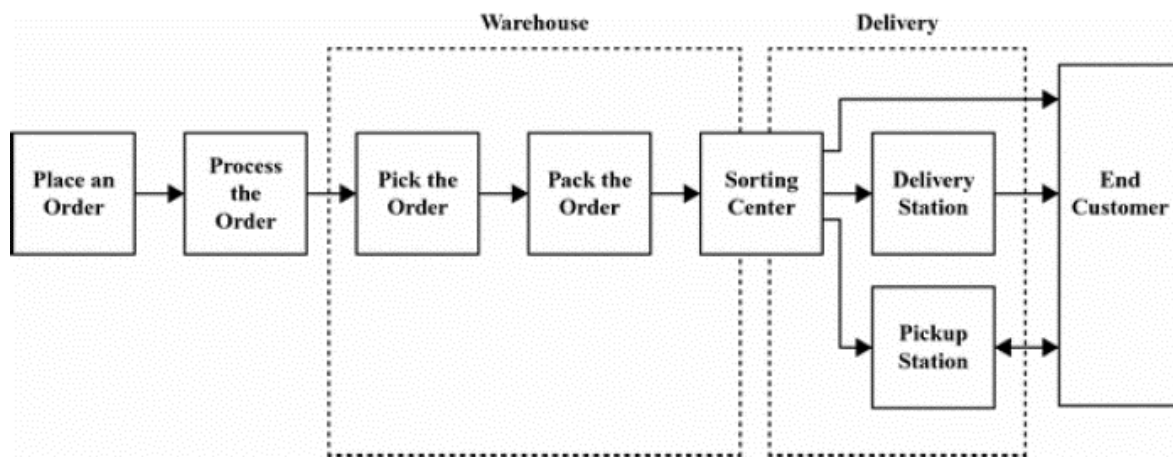 Warehouse
Delivery
Place an
Order
Process
the
Order
Pick the
Order
Pack the
Order
Sorting
Center
Delivery
Station
Pickup
Station
End
Customer